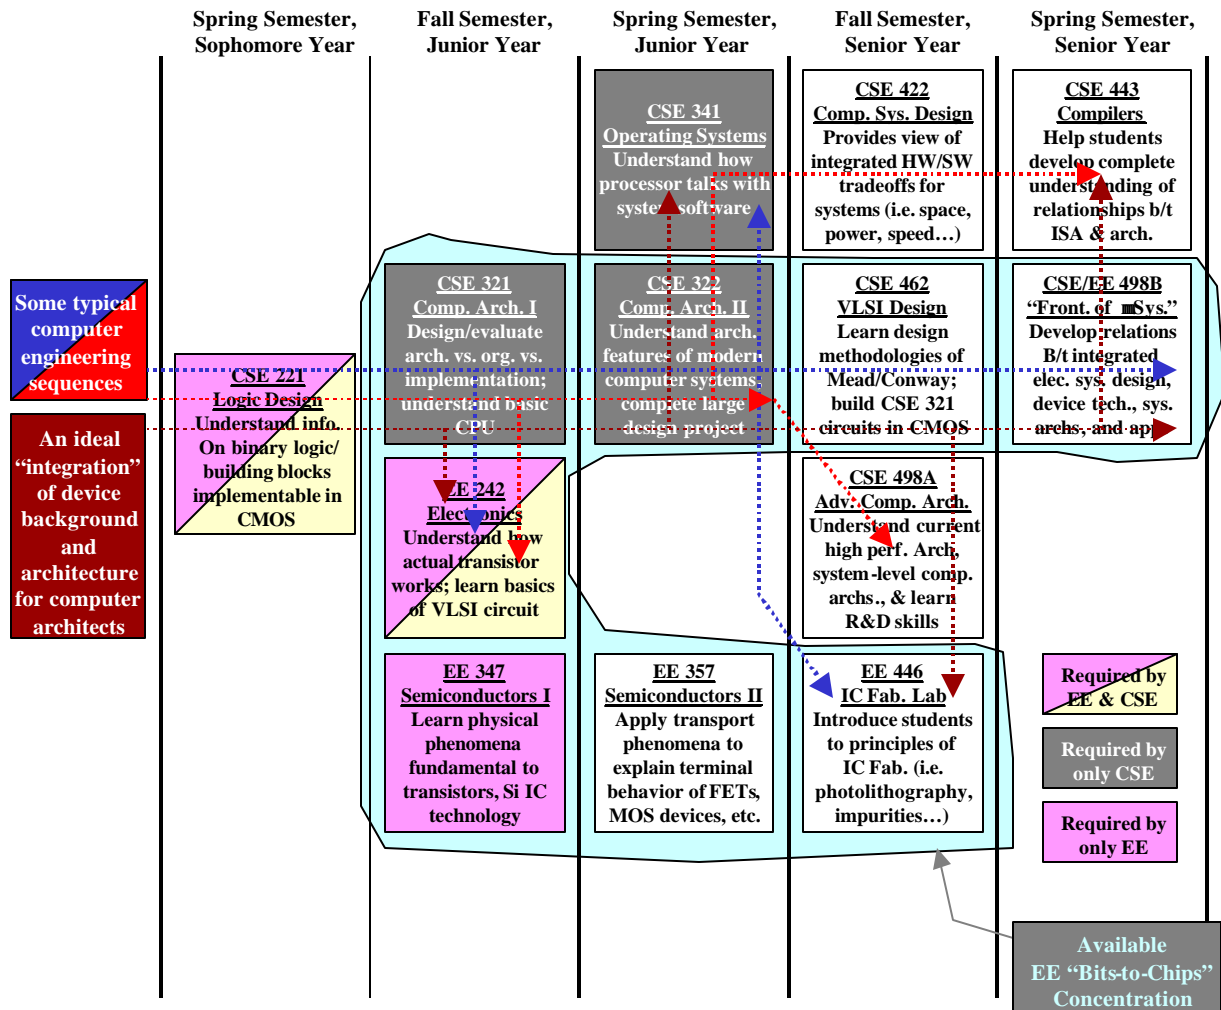 Spring Semester,
Sophomore Year
Fall Semester,
Junior Year
Spring Semester,
Junior Year
Fall Semester,
Senior Year
Spring Semester,
Senior Year
CSE 341
Operating Systems
Understand how
processor talks with
system software
CSE 422
Comp. Sys. Design
Provides view of
integrated HW/SW
tradeoffs for
systems (i.e. space,
power, speed…)
CSE 443
Compilers
Help students
develop complete
understanding of
relationships b/t
ISA & arch.
Some typical
computer
engineering
sequences
An ideal
“integration”
of device
background
and
architecture
for computer
architects
CSE 221
Logic Design
Understand info.
On binary logic/
building blocks
implementable in
CMOS
CSE 321
Comp. Arch. I
Design/evaluate
arch. vs. org. vs.
implementation;
understand basic
CPU
CSE 322
Comp. Arch. II
Understand arch.
features of modern
computer systems;
complete large
design project
CSE 462
VLSI Design
Learn design
methodologies of
Mead/Conway;
build CSE 321
circuits in CMOS
CSE/EE 498B
“Front. of mSys.”
Develop relations
B/t integrated
elec. sys. design,
device tech., sys.
archs, and app.
EE 242
Electronics
Understand how
actual transistor
works; learn basics
of VLSI circuit
CSE 498A
Adv. Comp. Arch.
Understand current
high perf. Arch,
system-level comp.
archs., & learn
R&D skills
EE 347
Semiconductors I
Learn physical
phenomena
fundamental to
transistors, Si IC
technology
EE 357
Semiconductors II
Apply transport
phenomena to
explain terminal
behavior of FETs,
MOS devices, etc.
EE 446
IC Fab. Lab
Introduce students
to principles of
IC Fab. (i.e.
photolithography,
impurities…)
Required by
EE & CSE
Required by
only CSE
Required by
only EE
Available
EE “Bits-to-Chips”
Concentration